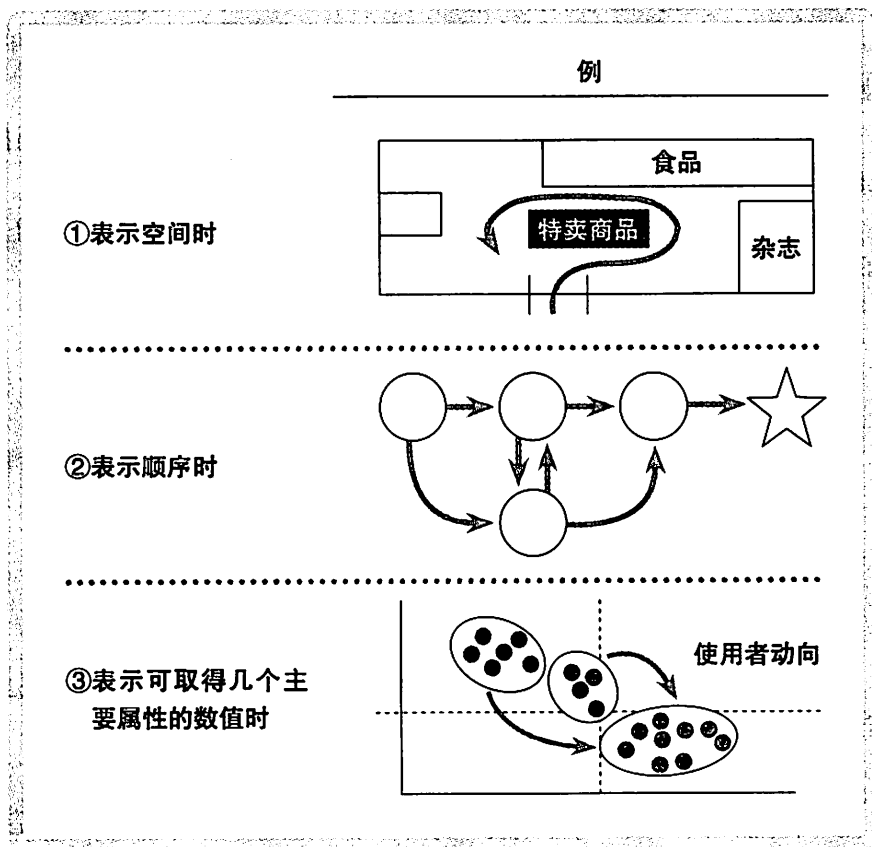 例
食品
①表示空间时
特卖商品
杂志
②表示顺序时
使用者动向
③表示可取得几个主
要属性的数值时